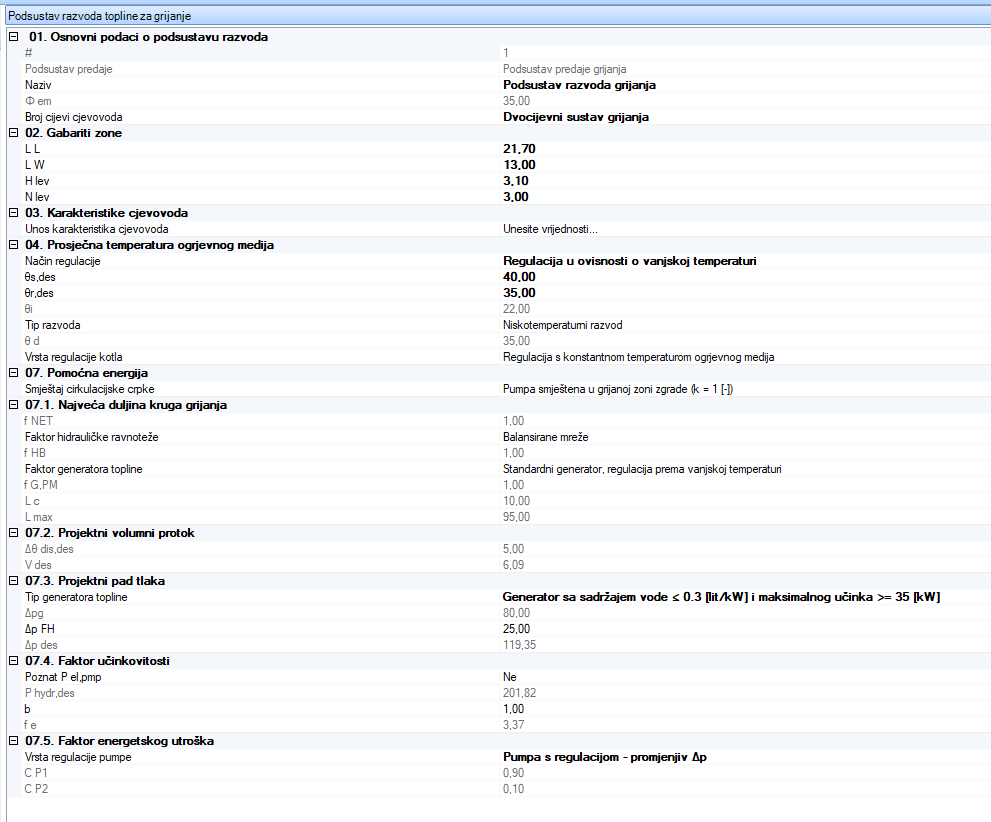 Podsustav razvoda topline za grijanje
01. Osnovni podaci o podsustavu razvoda
# 1
Podsustav predaje Podsustav predaje grijanja
Naziv Podsustav razvoda grijanja
Φ em 35,00
Broj cijevi cjevovoda Dvocijevni sustav grijanja
02. Gabariti zone
L L 21,70
L W 13,00
H lev 3,10
N lev 3,00
03. Karakteristike cjevovoda
Unos karakteristika cjevovoda Unesite vrijednosti...
04. Prosječna temperatura ogrjevnog medija
Način regulacije Regulacija u ovisnosti o vanjskoj temperaturi
θs,des 40,00
θr,des 35,00
θi 22,00
Tip razvoda Niskotemperaturni razvod
θ d 35,00
Vrsta regulacije kotla Regulacija s konstantnom temperaturom ogrjevnog medija
07. Pomoćna energija
Smještaj cirkulacijske crpke Pumpa smještena u grijanoj zoni zgrade (k = 1 [-])
07.1. Najveća duljina kruga grijanja
f NET 1,00
Faktor hidrauličke ravnoteže Balansirane mreže
f HB 1,00
Faktor generatora topline Standardni generator, regulacija prema vanjskoj temperaturi
f G,PM 1,00
L c 10,00
L max 95,00
07.2. Projektni volumni protok
Δθ dis,des 5,00
V des 6,09
07.3. Projektni pad tlaka
Tip generatora topline Generator sa sadržajem vode ≤ 0.3 [lit/kW] i maksimalnog učinka >= 35 [kW]
Δpg 80,00
Δp FH 25,00
Δp des 119,35
07.4. Faktor učinkovitosti
Poznat P el,pmp Ne
P hydr,des 201,82
b 1,00
f e 3,37
07.5. Faktor energetskog utroška
Vrsta regulacije pumpe Pumpa s regulacijom - promjenjiv Δp
C P1 0,90
C P2 0,10